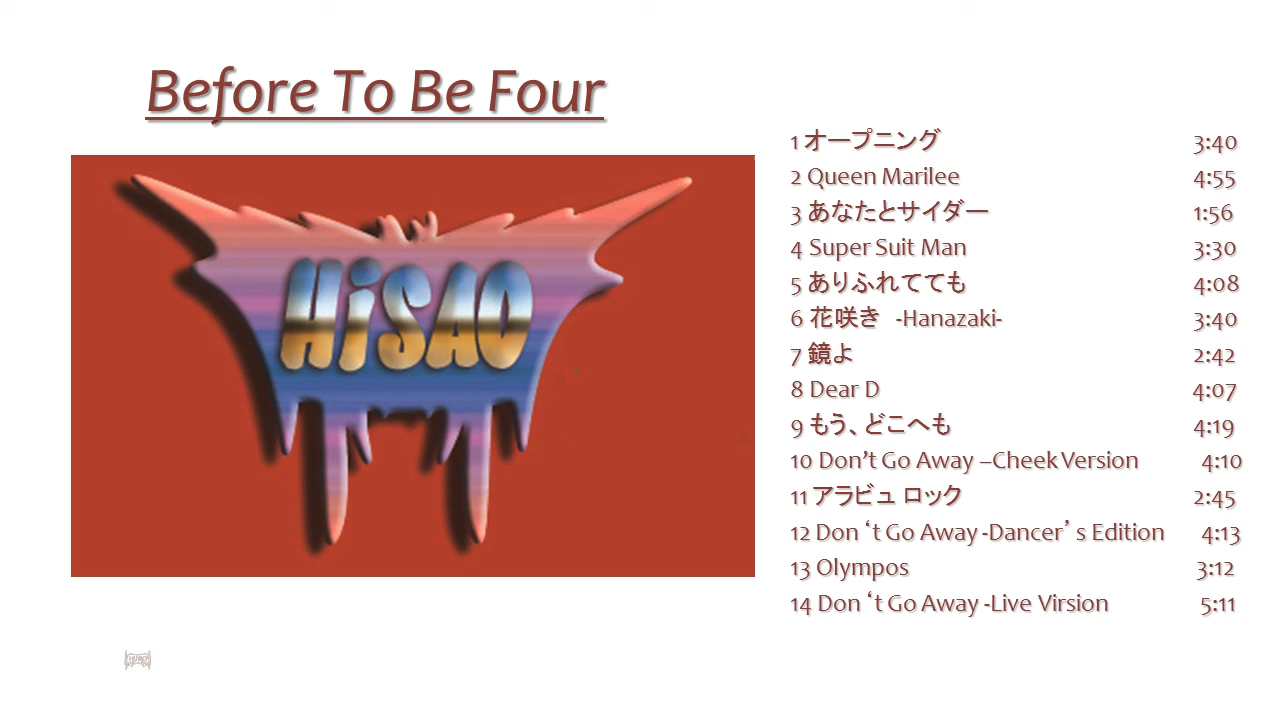 Before To Be Four
HiSAO
1 オープニング 3:40
2 Queen Marilee 4:55
3 あなたとサイダー 1:56
4 Super Suit Man 3:30
5 ありふれてても 4:08
6 花咲き -Hanazaki- 3:40
7 鏡よ 2:42
8 Dear D 4:07
9 もう、どこへも 4:19
10 Don’t Go Away –Cheek Version 4:10
11 アラビュ ロック 2:45
12 Don ‘t Go Away -Dancer’ s Edition 4:13
13 Olympos 3:12
14 Don ‘t Go Away -Live Virsion 5:11